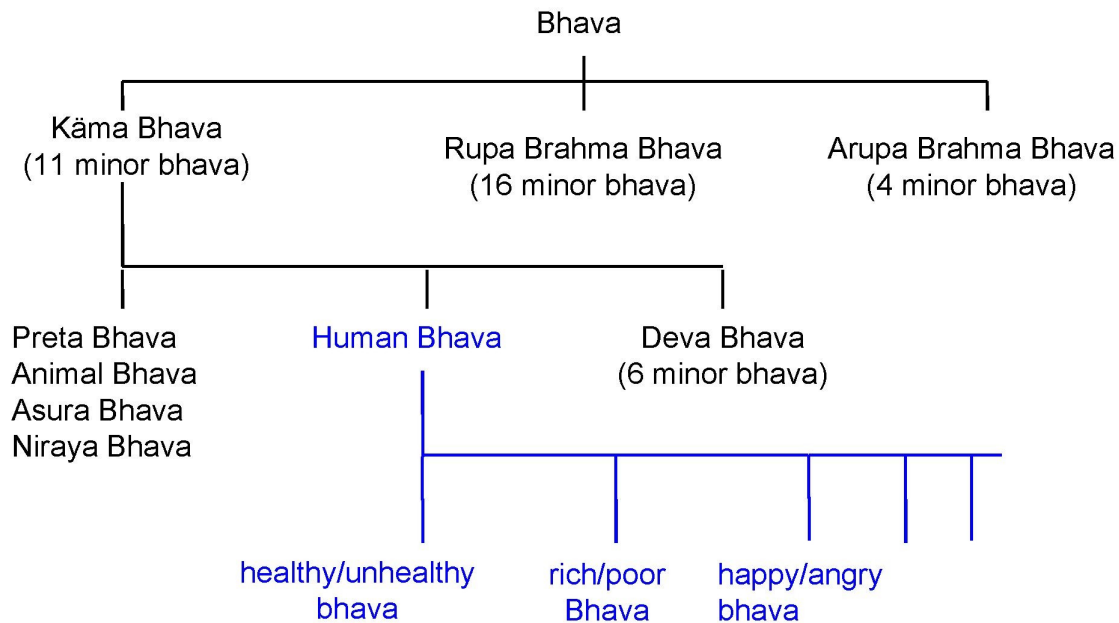 Bhava
Käma Bhava
(11 minor bhava)
Rupa Brahma Bhava
(16 minor bhava)
Arupa Brahma Bhava
(4 minor bhava)
Preta Bhava
Animal Bhava
Asura Bhava
Niraya Bhava
Human Bhava
Deva Bhava
(6 minor bhava)
healthy/unhealthy
bhava
rich/poor
Bhava
happy/angry
bhava